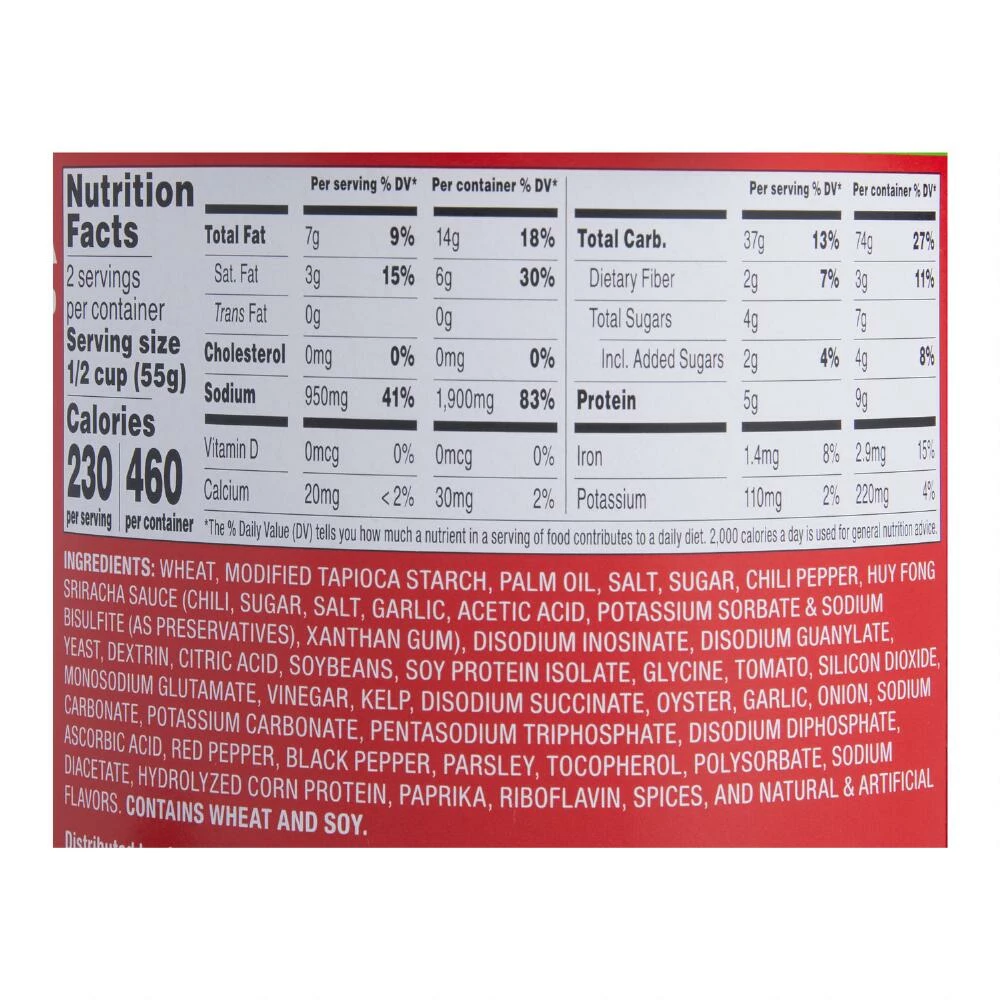 Nutrition
Facts
2 servings
per container
Serving size
1/2 cup (55g)
Calories
230 460
per serving per container
Per serving % DV* Per container % DV*
Total Fat 7g 9% 14g 18%
Sat. Fat 3g 15% 6g 30%
Trans Fat 0g 0g
Cholesterol 0mg 0% 0mg 0%
Sodium 950mg 41% 1,900mg 83%
Vitamin D 0mcg 0% 0mcg 0%
Calcium 20mg <2% 30mg 2%
Per serving % DV* Per container % DV*
Total Carb. 37g 13% 74g 27%
Dietary Fiber 2g 7% 3g 11%
Total Sugars 4g 7g
Incl. Added Sugars 2g 4% 4g 8%
Protein 5g 9g
Iron 1.4mg 8% 2.9mg 15%
Potassium 110mg 2% 220mg 4%
*The % Daily Value (DV) tells you how much a nutrient in a serving of food contributes to a daily diet. 2,000 calories a day is used for general nutrition advice.
INGREDIENTS: WHEAT, MODIFIED TAPIOCA STARCH, PALM OIL, SALT, SUGAR, CHILI PEPPER, HUY FONG
SRIRACHA SAUCE (CHILI, SUGAR, SALT, GARLIC, ACETIC ACID, POTASSIUM SORBATE & SODIUM
BISULFITE (AS PRESERVATIVES), XANTHAN GUM), DISODIUM INOSINATE, DISODIUM GUANYLATE,
YEAST, DEXTRIN, CITRIC ACID, SOYBEANS, SOY PROTEIN ISOLATE, GLYCINE, TOMATO, SILICON DIOXIDE,
MONOSODIUM GLUTAMATE, VINEGAR, KELP, DISODIUM SUCCINATE, OYSTER, GARLIC, ONION, SODIUM
CARBONATE, POTASSIUM CARBONATE, PENTASODIUM TRIPHOSPHATE, DISODIUM DIPHOSPHATE,
ASCORBIC ACID, RED PEPPER, BLACK PEPPER, PARSLEY, TOCOPHEROL, POLYSORBATE, SODIUM
DIACETATE, HYDROLYZED CORN PROTEIN, PAPRIKA, RIBOFLAVIN, SPICES, AND NATURAL & ARTIFICIAL
FLAVORS. CONTAINS WHEAT AND SOY.